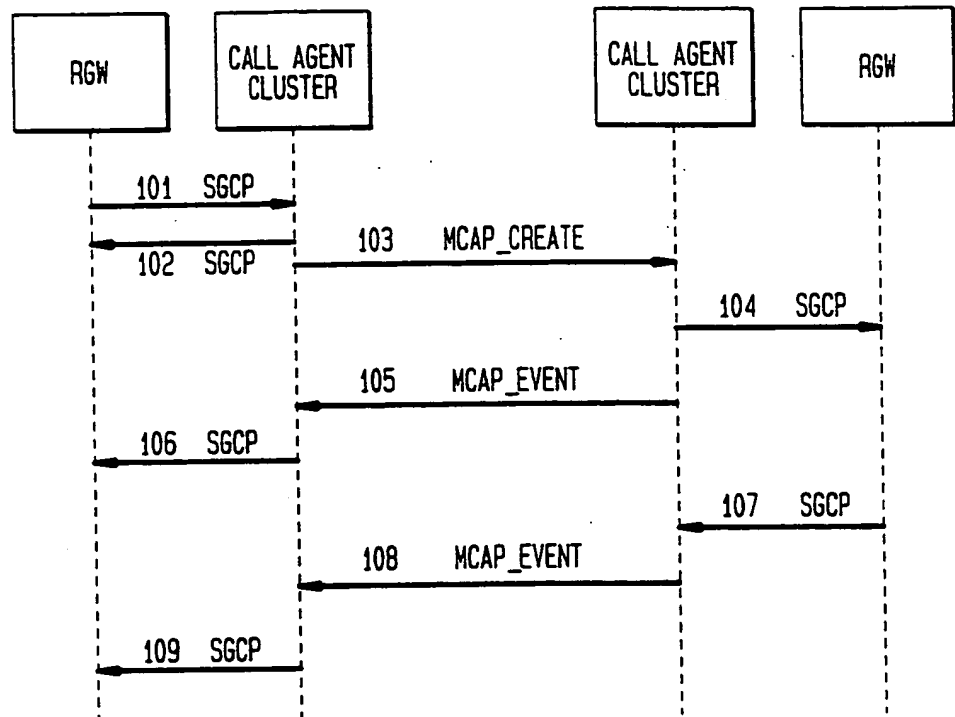 RGW
CALL AGENT
CLUSTER
CALL AGENT
CLUSTER
RGW
101 SGCP
102 SGCP
103 MCAP_CREATE
104 SGCP
105 MCAP_EVENT
106 SGCP
107 SGCP
108 MCAP_EVENT
109 SGCP